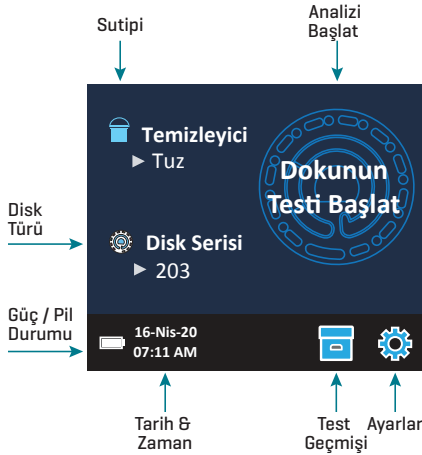 Sutipi
Analizi
Başlat
Temizleyici
▶ Tuz
Dokunun
Testi Başlat
Disk
Türü
Disk Serisi
▶ 203
Güç / Pil
Durumu
16-Nis-20
07:11 AM
Tarih &
Zaman
Test
Geçmişi
Ayarlar